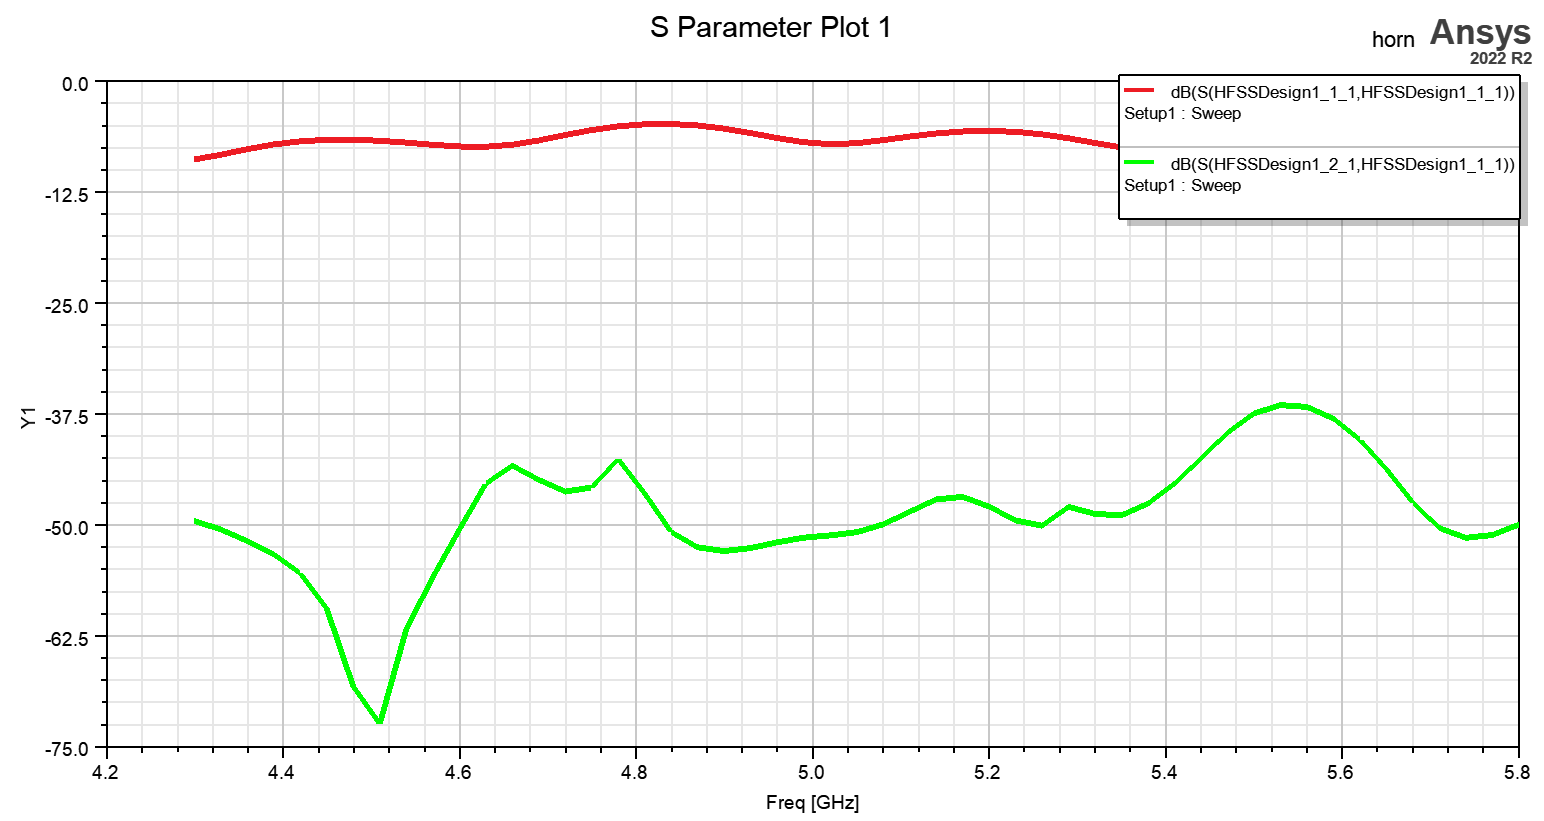 S Parameter Plot 1
horn Ansys
2022 R2
dB(S(HFSSDesign1_1_1,HFSSDesign1_1_1))
Setup1 : Sweep
dB(S(HFSSDesign1_2_1,HFSSDesign1_1_1))
Setup1 : Sweep
0.0
-12.5
-25.0
-37.5
-50.0
-62.5
-75.0
Y1
4.2 4.4 4.6 4.8 5.0 5.2 5.4 5.6 5.8
Freq [GHz]